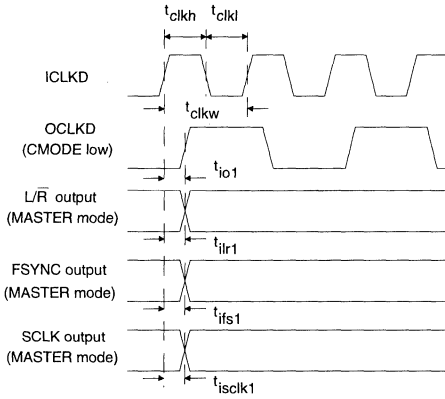 tclkh tclkl
ICLKD
tclkw
OCLKD
(CMODE low)
tio1
L/R̅ output
(MASTER mode)
tilr1
FSYNC output
(MASTER mode)
tifs1
SCLK output
(MASTER mode)
tisclk1